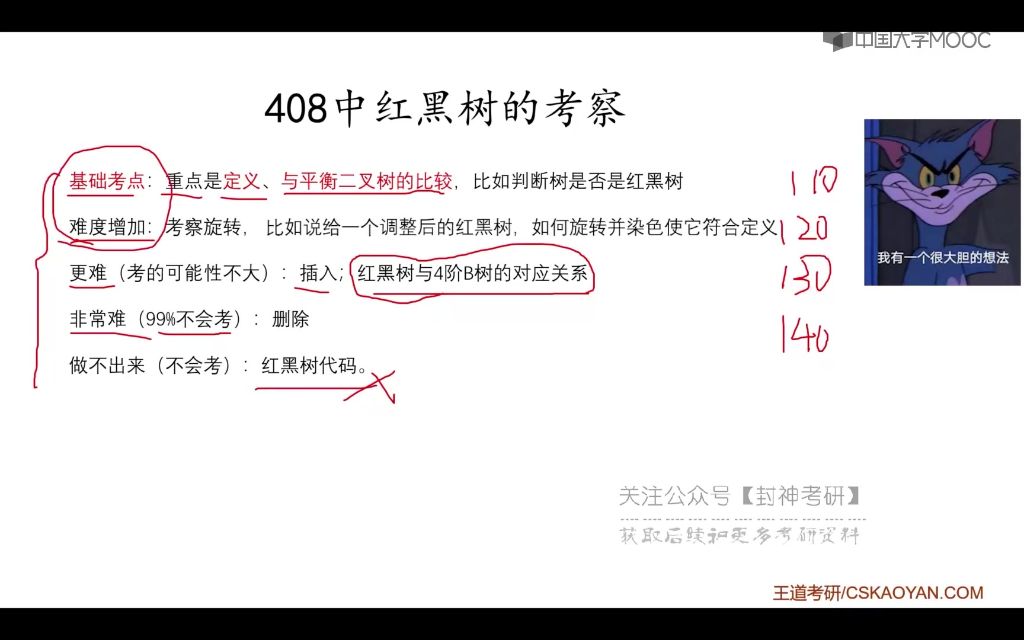 中国大学MOOC
408中红黑树的考察
基础考点：重点是定义、与平衡二叉树的比较，比如判断树是否是红黑树
110
难度增加：考察旋转， 比如说给一个调整后的红黑树，如何旋转并染色使它符合定义
120
更难（考的可能性不大）：插入；红黑树与4阶B树的对应关系
130
非常难（99%不会考）：删除
140
做不出来（不会考）：红黑树代码。
我有一个很大胆的想法
关注公众号【封神考研】
获取后续和更多考研资料
王道考研/CSKAOYAN.COM